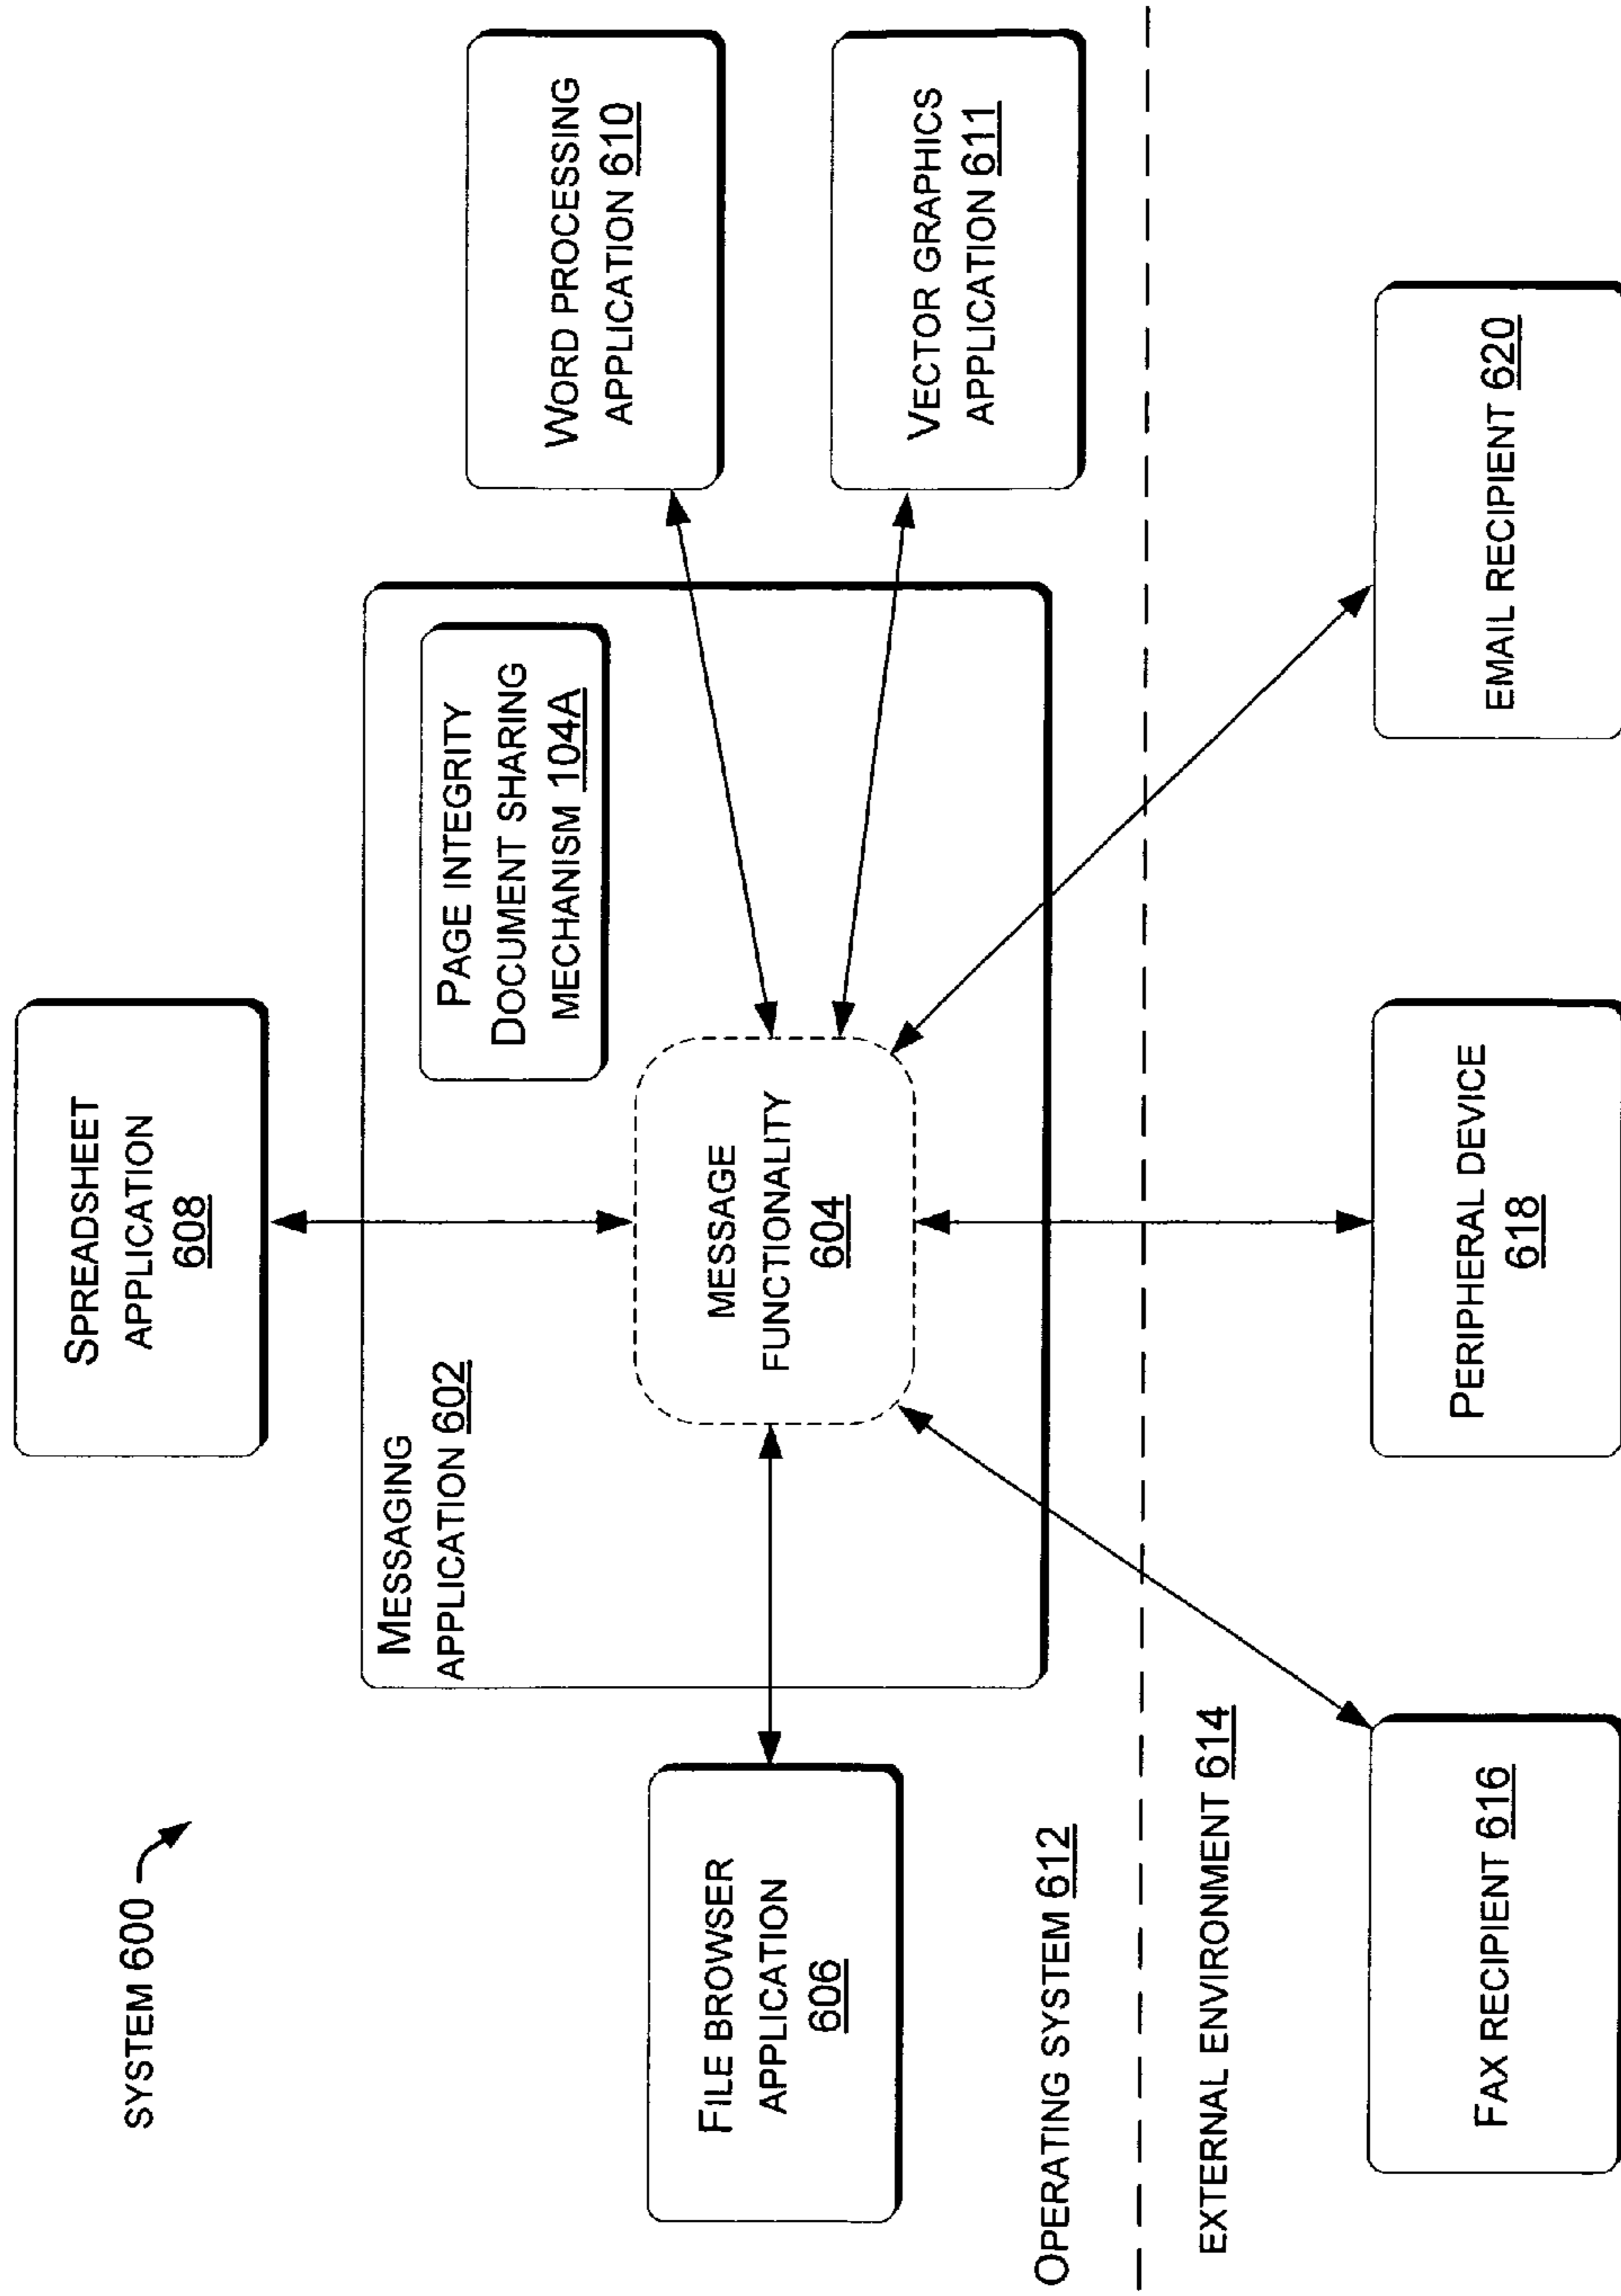 SYSTEM 600
SPREADSHEET
APPLICATION
608
MESSAGING
APPLICATION 602
PAGE INTEGRITY
DOCUMENT SHARING
MECHANISM 104A
WORD PROCESSING
APPLICATION 610
FILE BROWSER
APPLICATION
606
MESSAGE
FUNCTIONALITY
604
VECTOR GRAPHICS
APPLICATION 611
OPERATING SYSTEM 612
EXTERNAL ENVIRONMENT 614
FAX RECIPIENT 616
PERIPHERAL DEVICE
618
EMAIL RECIPIENT 620